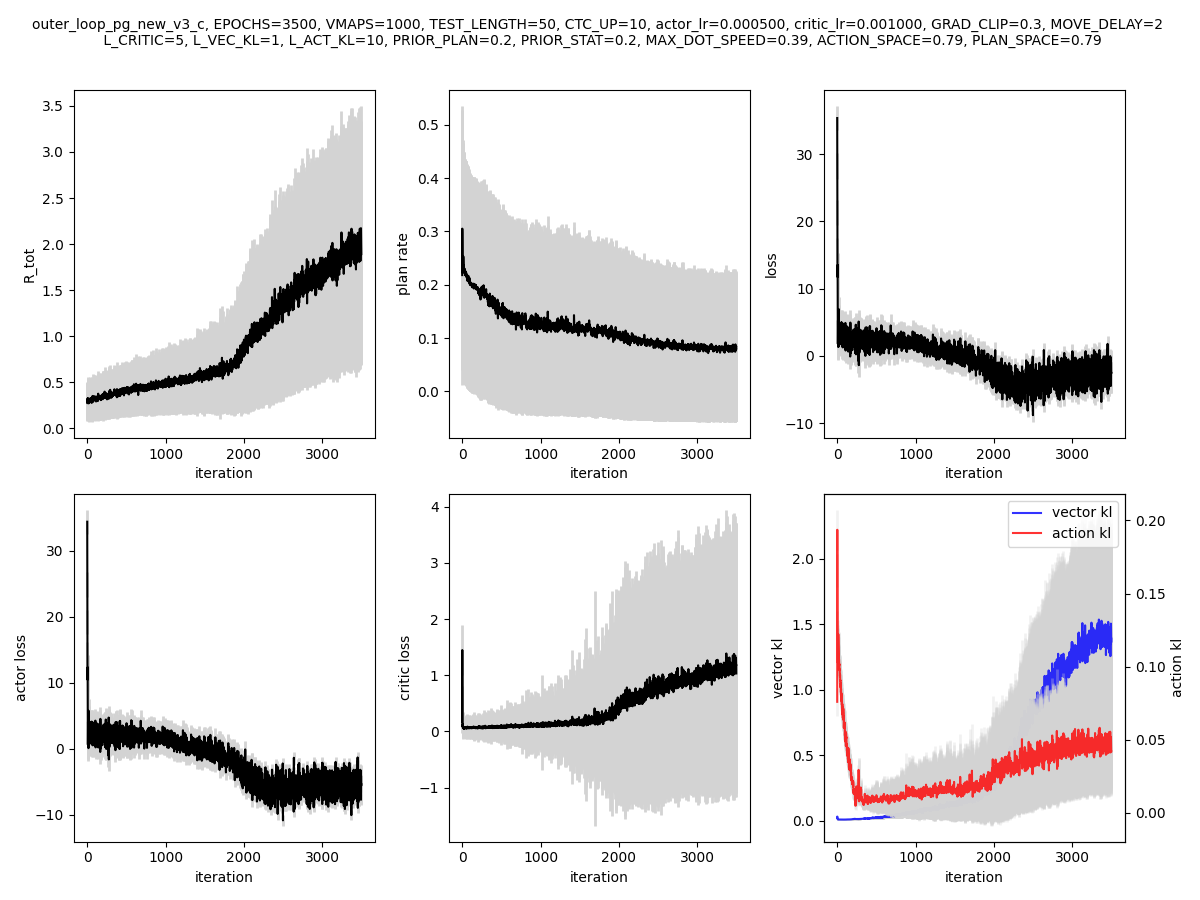 outer_loop_pg_new_v3_c, EPOCHS=3500, VMAPS=1000, TEST_LENGTH=50, CTC_UP=10, actor_lr=0.000500, critic_lr=0.001000, GRAD_CLIP=0.3, MOVE_DELAY=2
L_CRITIC=5, L_VEC_KL=1, L_ACT_KL=10, PRIOR_PLAN=0.2, PRIOR_STAT=0.2, MAX_DOT_SPEED=0.39, ACTION_SPACE=0.79, PLAN_SPACE=0.79
R_tot
3.5
3.0
2.5
2.0
1.5
1.0
0.5
0.0
0 1000 2000 3000
iteration
plan rate
0.5
0.4
0.3
0.2
0.1
0.0
0 1000 2000 3000
iteration
loss
30
20
10
0
−10
0 1000 2000 3000
iteration
actor loss
30
20
10
0
−10
0 1000 2000 3000
iteration
critic loss
4
3
2
1
0
−1
0 1000 2000 3000
iteration
vector kl
2.0
1.5
1.0
0.5
0.0
0 1000 2000 3000
iteration
vector kl
action kl
0.20
0.15
0.10
0.05
0.00
action kl